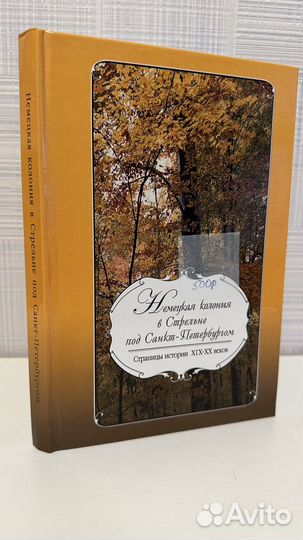 Немецкая колония в Стрельне под Санкт-Петербургом
500р
Немецкая колония
в Стрельне
под Санкт-Петербургом
Страницы истории XIX-XX веков
Avito